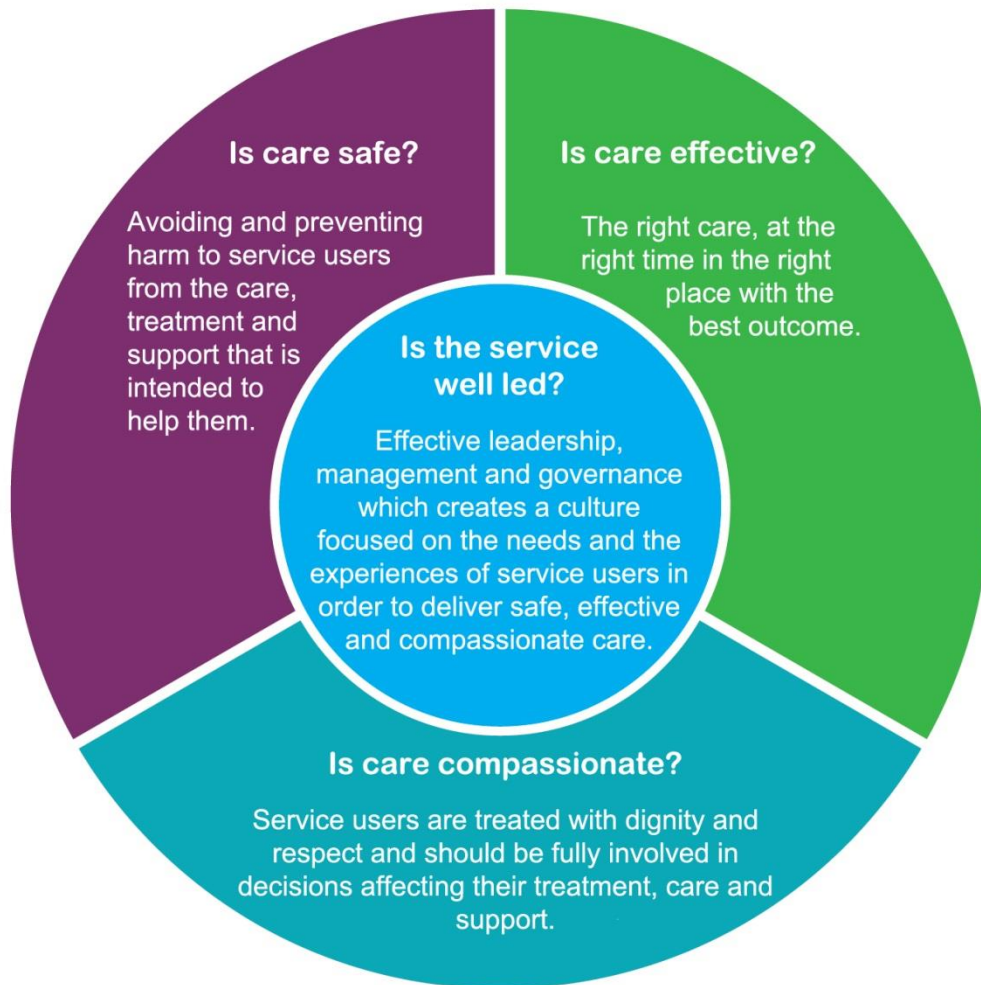 Is care safe?
Avoiding and preventing
harm to service users
from the care,
treatment and
support that is
intended to
help them.
Is care effective?
The right care, at the
right time in the right
place with the
best outcome.
Is the service
well led?
Effective leadership,
management and governance
which creates a culture
focused on the needs and the
experiences of service users in
order to deliver safe, effective
and compassionate care.
Is care compassionate?
Service users are treated with dignity and
respect and should be fully involved in
decisions affecting their treatment, care and
support.